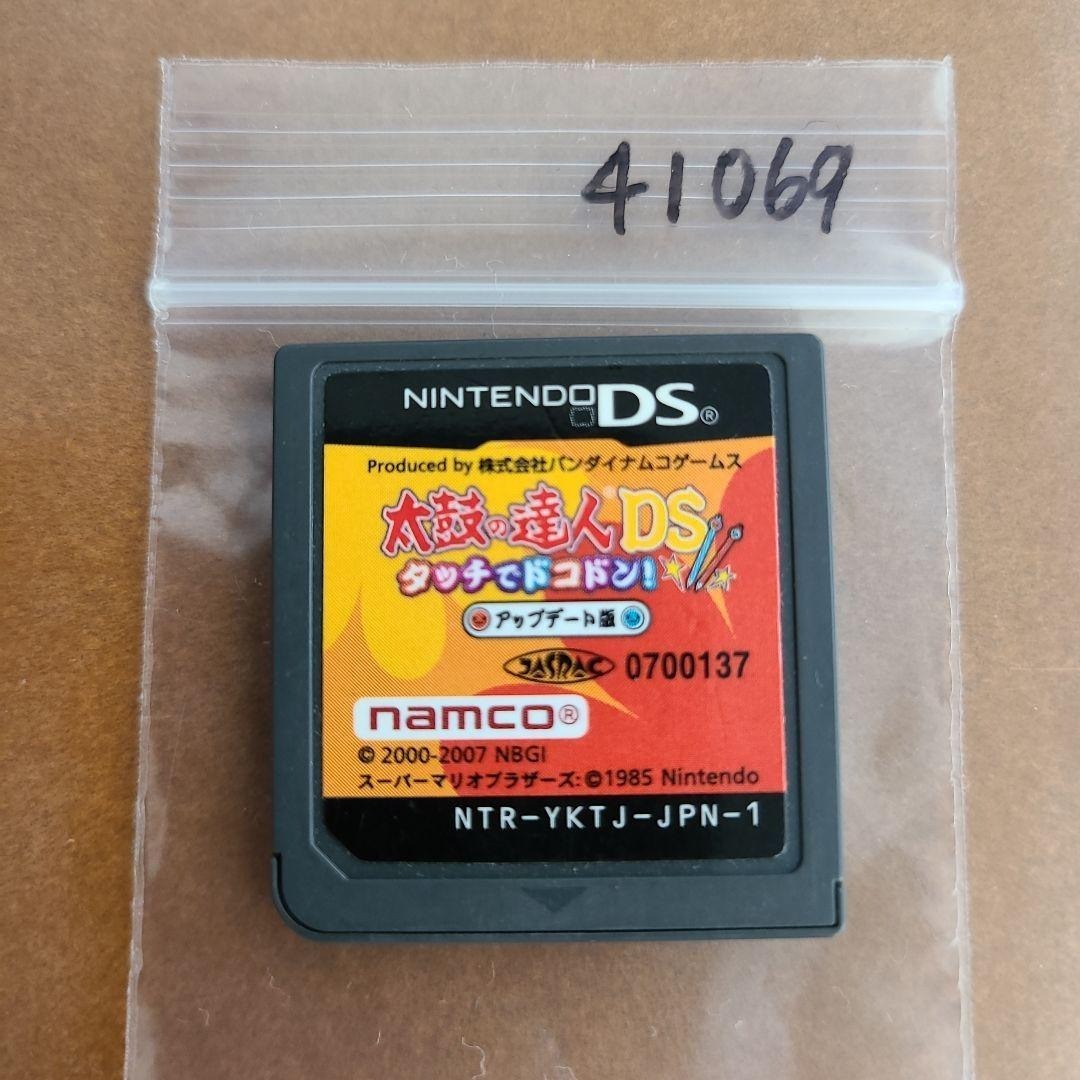 41069
NINTENDO DS®
Produced by 株式会社バンダイナムコゲームス
太鼓の達人® DS
タッチでドコドン!
アップデート版
JASRAC 0700137
namco®
© 2000-2007 NBGI
スーパーマリオブラザーズ:©1985 Nintendo
NTR-YKTJ-JPN-1